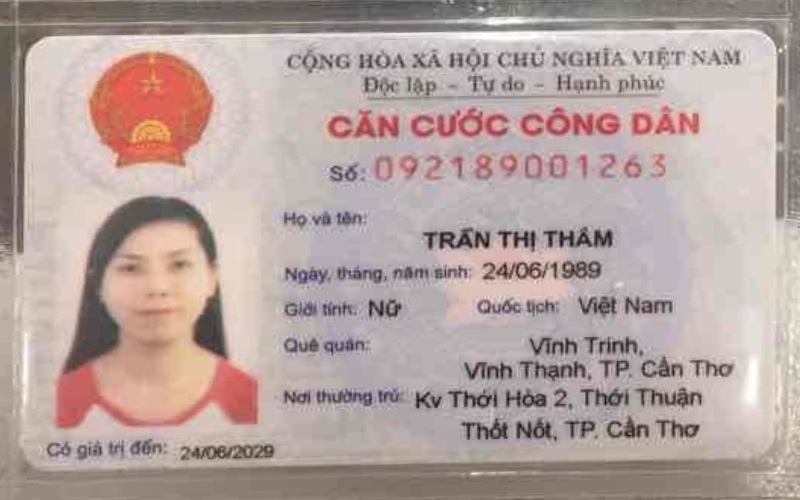 CỘNG HÒA XÃ HỘI CHỦ NGHĨA VIỆT NAM
Độc lập - Tự do - Hạnh phúc
CĂN CƯỚC CÔNG DÂN
Số: 092189001263
Họ và tên:
TRẦN THỊ THẮM
Ngày, tháng, năm sinh: 24/06/1989
Giới tính: Nữ Quốc tịch: Việt Nam
Quê quán: Vĩnh Trinh,
Vĩnh Thạnh, TP. Cần Thơ
Nơi thường trú: Kv Thới Hòa 2, Thới Thuận
Thốt Nốt, TP. Cần Thơ
Có giá trị đến: 24/06/2029